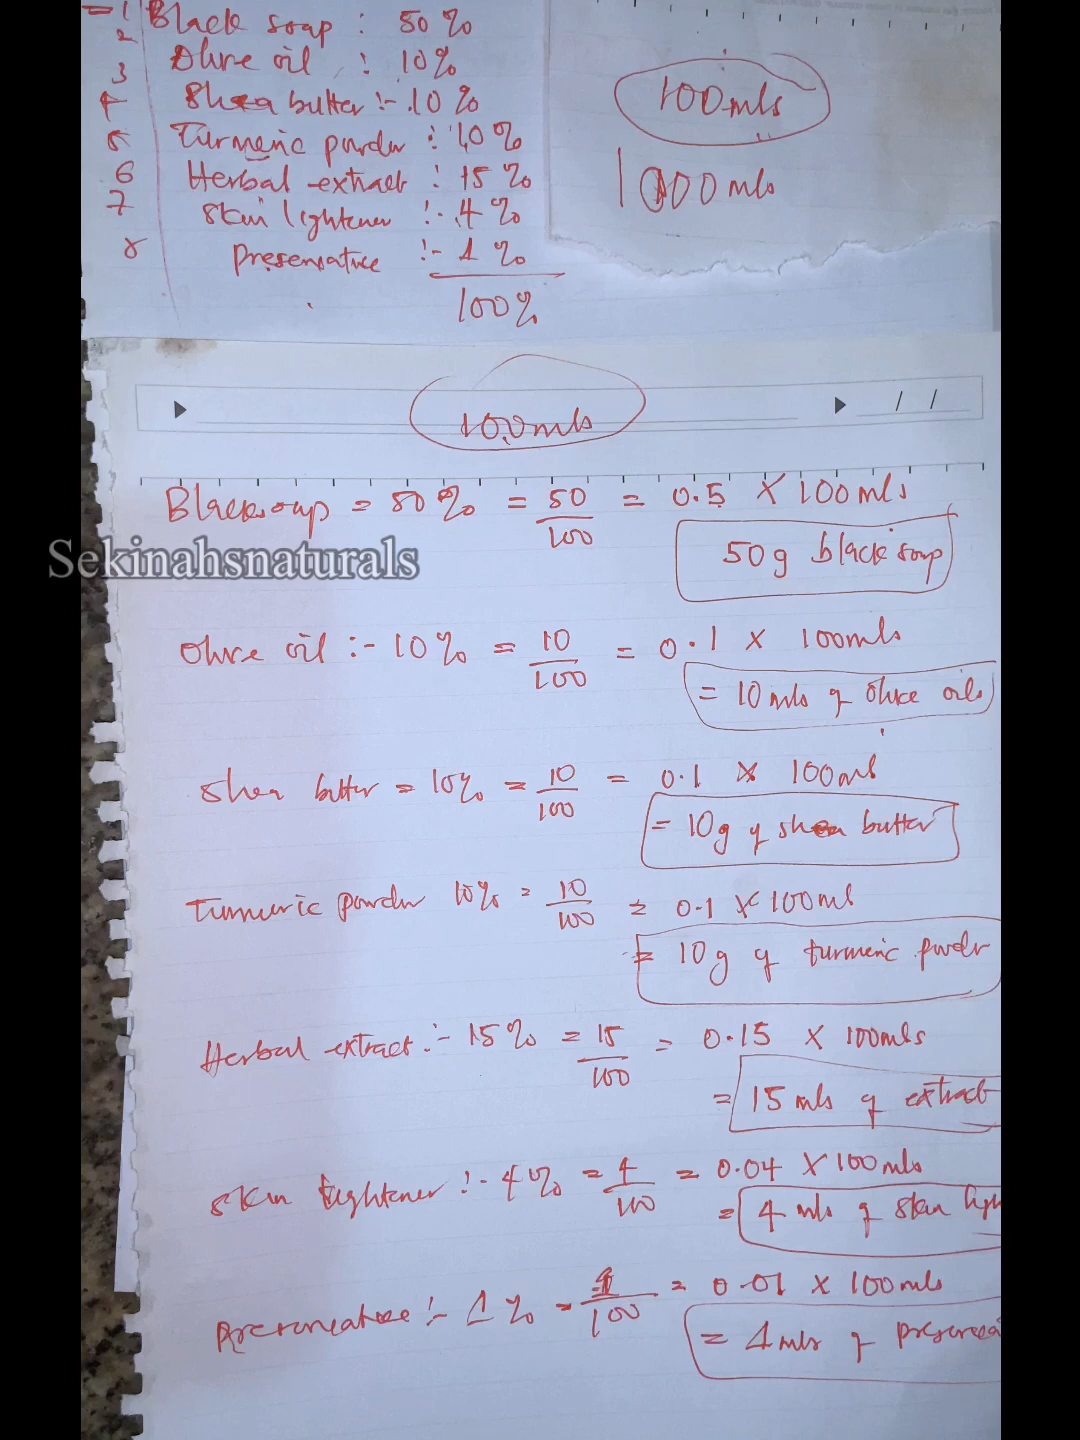 1 Black soap : 50%
2 Olive oil : 10%
3
4 Shea butter :- 10%
5 Turmeric powder : 10%
6 Herbal extract : 15%
7 Skin lightener :- 4%
8 Preservative :- 1%
100%
100mls
1000mls
100mls
/ /
Black soap = 50% = 50/100 = 0.5 X 100mls
50g black soap
Sekinahsnaturals
Olive oil :- 10% = 10/100 = 0.1 x 100mls
= 10mls of Olive oils
Shea butter = 10% = 10/100 = 0.1 x 100ml
= 10g of shea butter
Tumuric powder 10% = 10/100 = 0.1 X 100ml
= 10g of turmeric powder
Herbal extract :- 15% = 15/100 = 0.15 X 100mls
= 15mls of extract
Skin lightener :- 4% = 4/100 = 0.04 X 100mls
= 4mls of skin ligh
Preservative :- 1% = 1/100 = 0.01 x 100mls
= 1mls of preserva